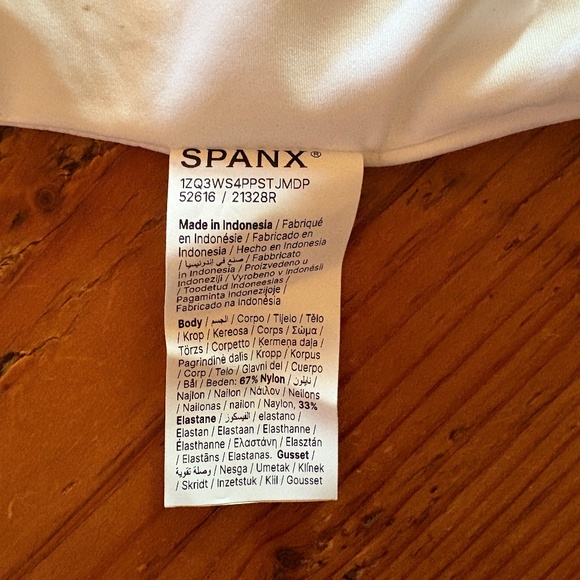 SPANX®
1ZQ3WS4PPSTJMDP
52616 / 21328R
Made in Indonesia / Fabriqué
en Indonésie / Fabricado en
Indonesia / Hecho en Indonesia
/ صنع في إندونيسيا / Fabbricato
in Indonesia / Proizvedeno u
Indoneziji / Vyrobeno v Indonésii
/ Toodetud Indoneesias /
Pagaminta Indonezijoje /
Fabricado na Indonésia
Body / الجسم / Corpo / Tijelo / Tělo
/ Krop / Kereosa / Corps / Σώμα /
Törzs / Corpetto / Ķermeņa daļa /
Pagrindinė dalis / Kropp / Korpus
/ Corp / Telo / Glavni del / Cuerpo
/ Bål / Beden: 67% Nylon / نايلون /
Najlon / Nailon / Νάιλον / Neilons
/ Nailonas / nailon / Naylon, 33%
Elastane / الفيسكوز / elastano /
Elastan / Elastaan / Elasthanne /
Élasthanne / Ελαστάνη / Elasztán
/ Elastāns / Elastanas. Gusset /
وصلة تقوية / Nesga / Umetak / Klínek
/ Skridt / Inzetstuk / Kiil / Gousset